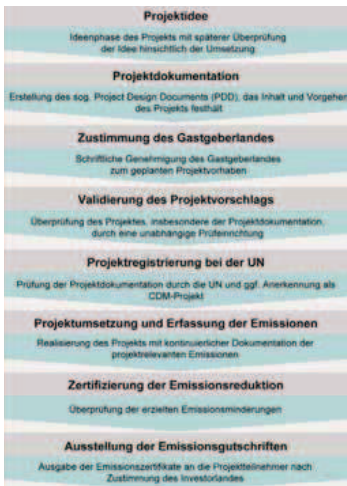 Projektidee
Ideenphase des Projekts mit späterer Überprüfung
der Idee hinsichtlich der Umsetzung
Projektdokumentation
Erstellung des sog. Project Design Documents (PDD), das Inhalt und Vorgehen
des Projekts festhält
Zustimmung des Gastgeberlandes
Schriftliche Genehmigung des Gastgeberlandes
zum geplanten Projektvorhaben
Validierung des Projektvorschlags
Überprüfung des Projektes, insbesondere der Projektdokumentation,
durch eine unabhängige Prüfeinrichtung
Projektregistrierung bei der UN
Prüfung der Projektdokumentation durch die UN und ggf. Anerkennung als
CDM-Projekt
Projektumsetzung und Erfassung der Emissionen
Realisierung des Projekts mit kontinuierlicher Dokumentation der
projektrelevanten Emissionen
Zertifizierung der Emissionsreduktion
Überprüfung der erzielten Emissionsminderungen
Ausstellung der Emissionsgutschriften
Ausgabe der Emissionszertifikate an die Projektteilnehmer nach
Zustimmung des Investorlandes